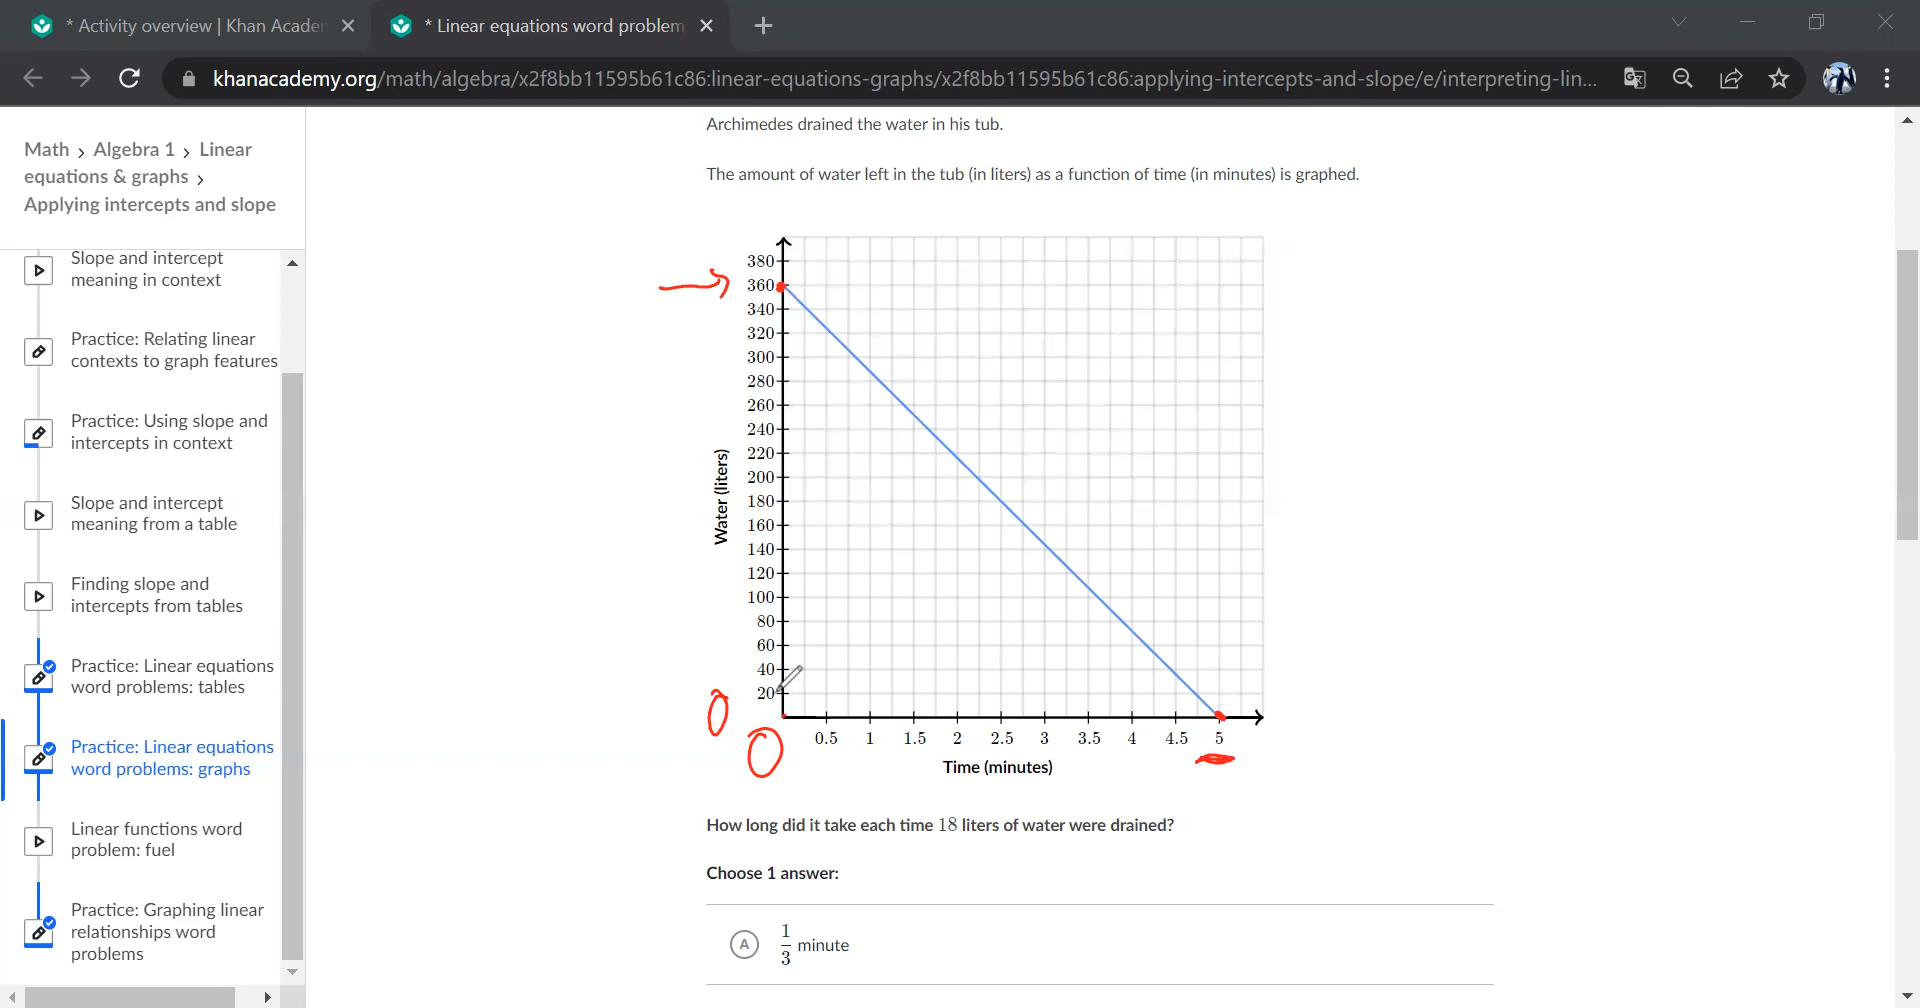 * Activity overview | Khan Acader
* Linear equations word problem
khanacademy.org/math/algebra/x2f8bb11595b61c86:linear-equations-graphs/x2f8bb11595b61c86:applying-intercepts-and-slope/e/interpreting-lin...
Math > Algebra 1 > Linear
equations & graphs >
Applying intercepts and slope
Slope and intercept
meaning in context
Practice: Relating linear
contexts to graph features
Practice: Using slope and
intercepts in context
Slope and intercept
meaning from a table
Finding slope and
intercepts from tables
Practice: Linear equations
word problems: tables
Practice: Linear equations
word problems: graphs
Linear functions word
problem: fuel
Practice: Graphing linear
relationships word
problems
Archimedes drained the water in his tub.
The amount of water left in the tub (in liters) as a function of time (in minutes) is graphed.
Water (liters)
380
360
340
320
300
280
260
240
220
200
180
160
140
120
100
80
60
40
20
0
0
0.5 1 1.5 2 2.5 3 3.5 4 4.5 5
Time (minutes)
How long did it take each time 18 liters of water were drained?
Choose 1 answer:
A 1/3 minute